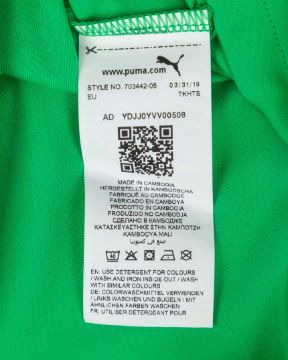 www.puma.com
STYLE NO. 703442-05 03/31/19
EU TKHTS
AD YDJJ0YVV00508
MADE IN CAMBODIA
HERGESTELLT IN KAMBODSCHA
FABRIQUÉ AU CAMBODGE
FABRICADO EN CAMBOYA
PRODOTTO IN CAMBOGIA
PRODUZIDO NO CAMBODJA
СДЕЛАНО В КАМБОДЖЕ
ΚΑΤΑΣΚΕΥΑΣΤΗΚΕ ΣΤΗΝ ΚΑΜΠΟΤΖΗ
صنع في كمبوديا
KAMBOÇYA MALI
EN: USE DETERGENT FOR COLOURS
/ WASH AND IRON INSIDE OUT / WASH
WITH SIMILAR COLOURS
DE: COLORWASCHMITTEL VERWENDEN
/ LINKS WASCHEN UND BÜGELN / MIT
ÄHNLICHEN FARBEN WASCHEN
FR: UTILISER DÉTERGENT POUR